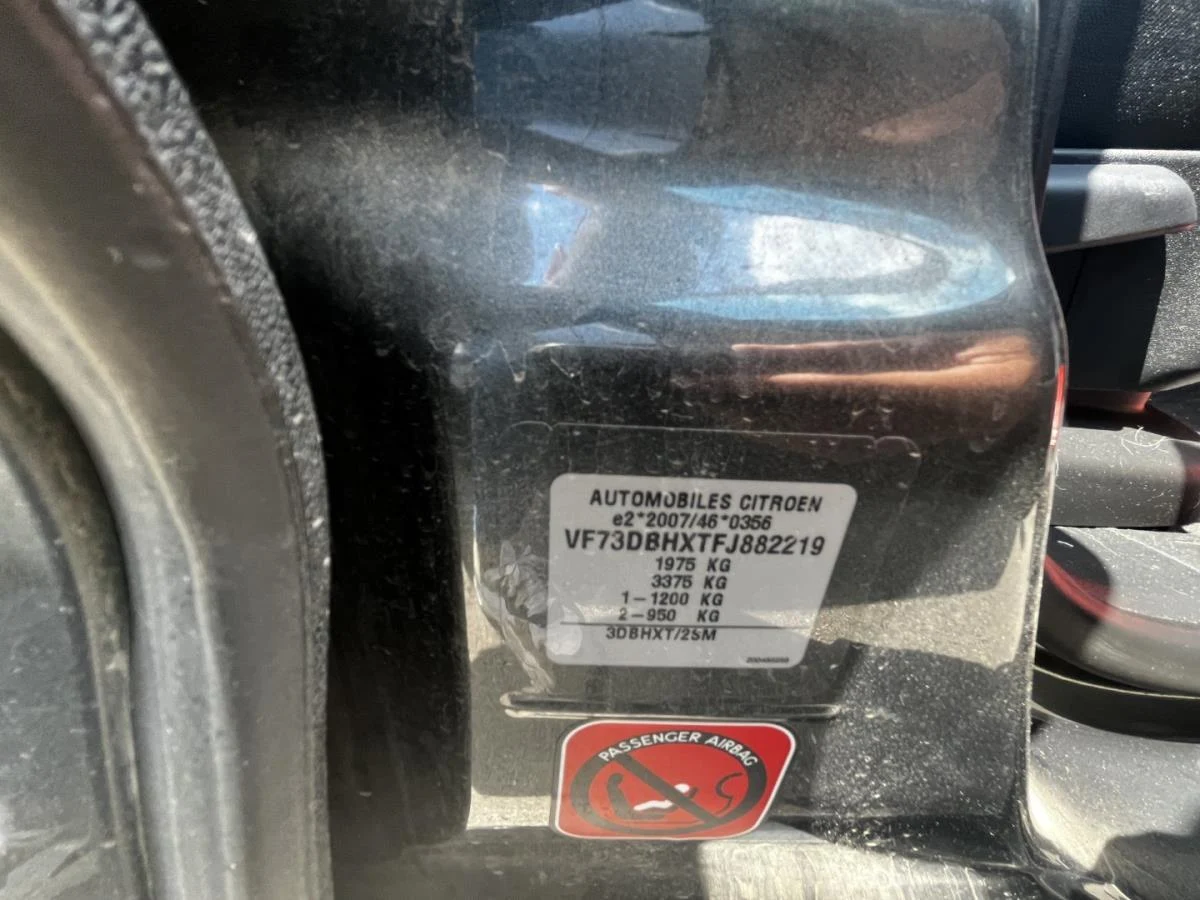 AUTOMOBILES CITROEN
e2*2007/46*0356
VF73DBHXTFJ882219
1975 KG
3375 KG
1-1200 KG
2-950 KG
3DBHXT/2SM
PASSENGER AIRBAG